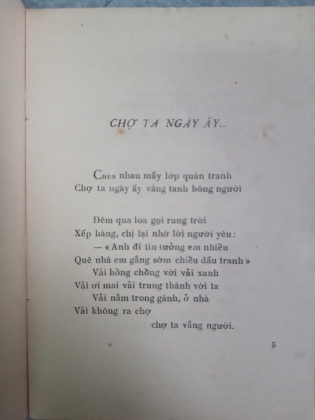 CHỢ TA NGÀY ẤY...
CHEN nhau mấy lớp quán tranh
Chợ ta ngày ấy vắng tanh bóng người
Đêm qua loa gọi rung trời
Xếp hàng, chị lại nhớ lời người yêu:
— « Anh đi tin tưởng em nhiều
Quê nhà em gắng sớm chiều đấu tranh »
Vải hồng chồng với vải xanh
Vải ơi mai vải trung thành với ta
Vải nằm trong gánh, ở nhà
Vải không ra chợ
chợ ta vắng người.
5